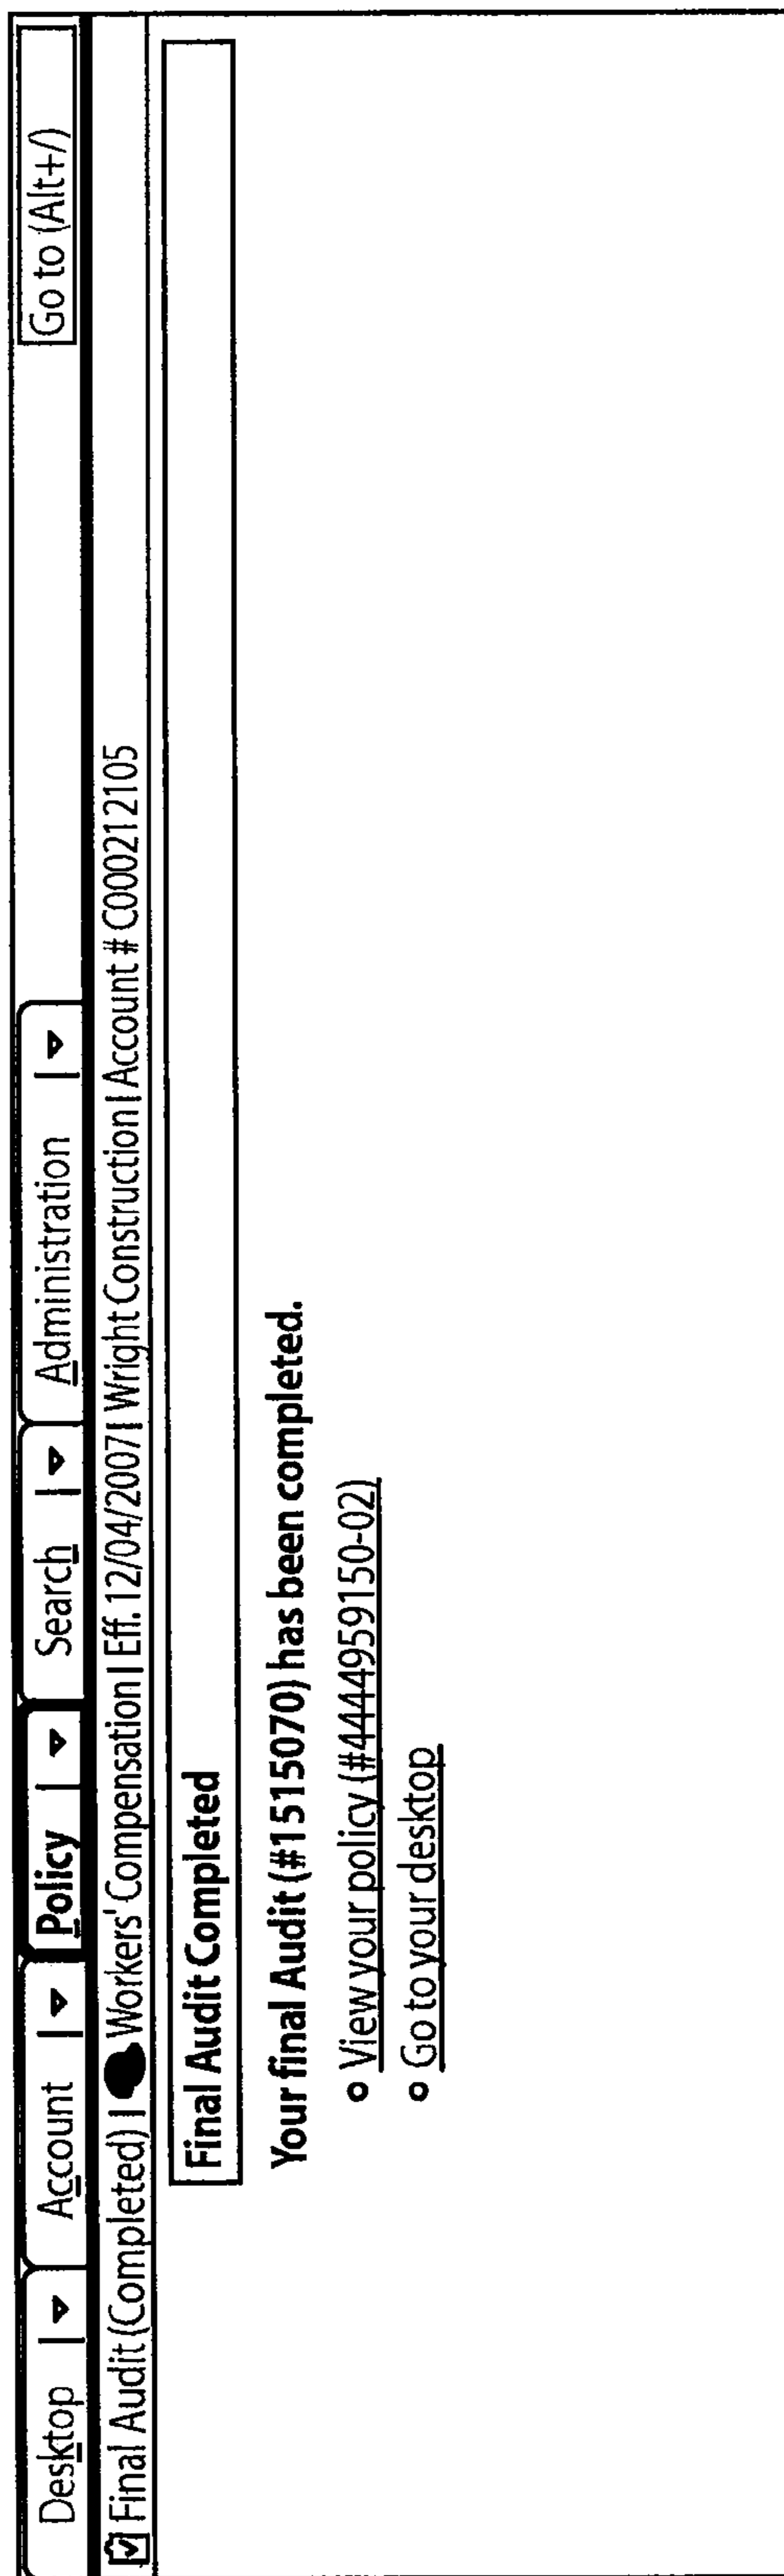 Desktop Account Policy Search Administration Go to (Alt+/)
Final Audit (Completed) | Workers' Compensation | Eff. 12/04/2007 | Wright Construction | Account # C000212105
Final Audit Completed
Your final Audit (#1515070) has been completed.
View your policy (#4444959150-02)
Go to your desktop